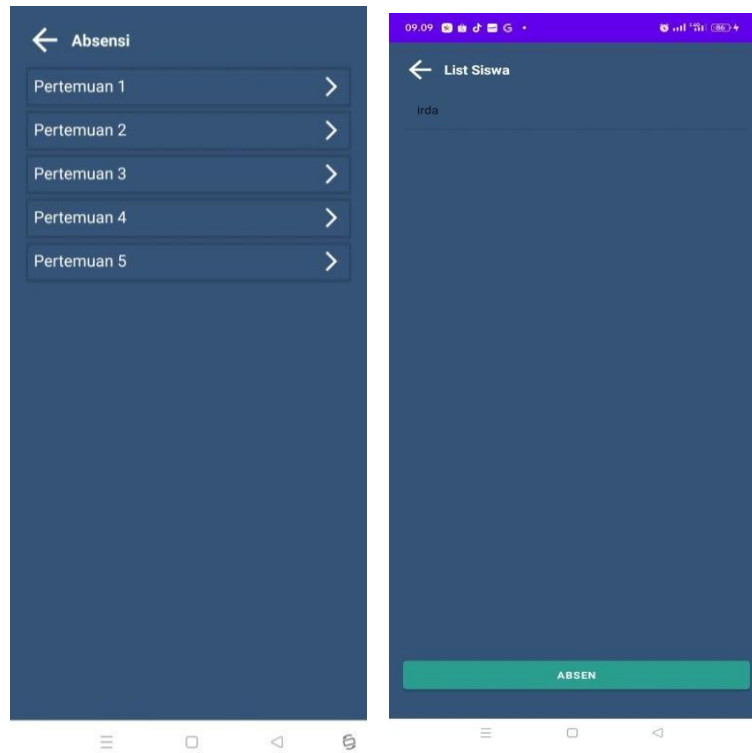 Absensi
Pertemuan 1
Pertemuan 2
Pertemuan 3
Pertemuan 4
Pertemuan 5
09.09
List Siswa
irda
ABSEN